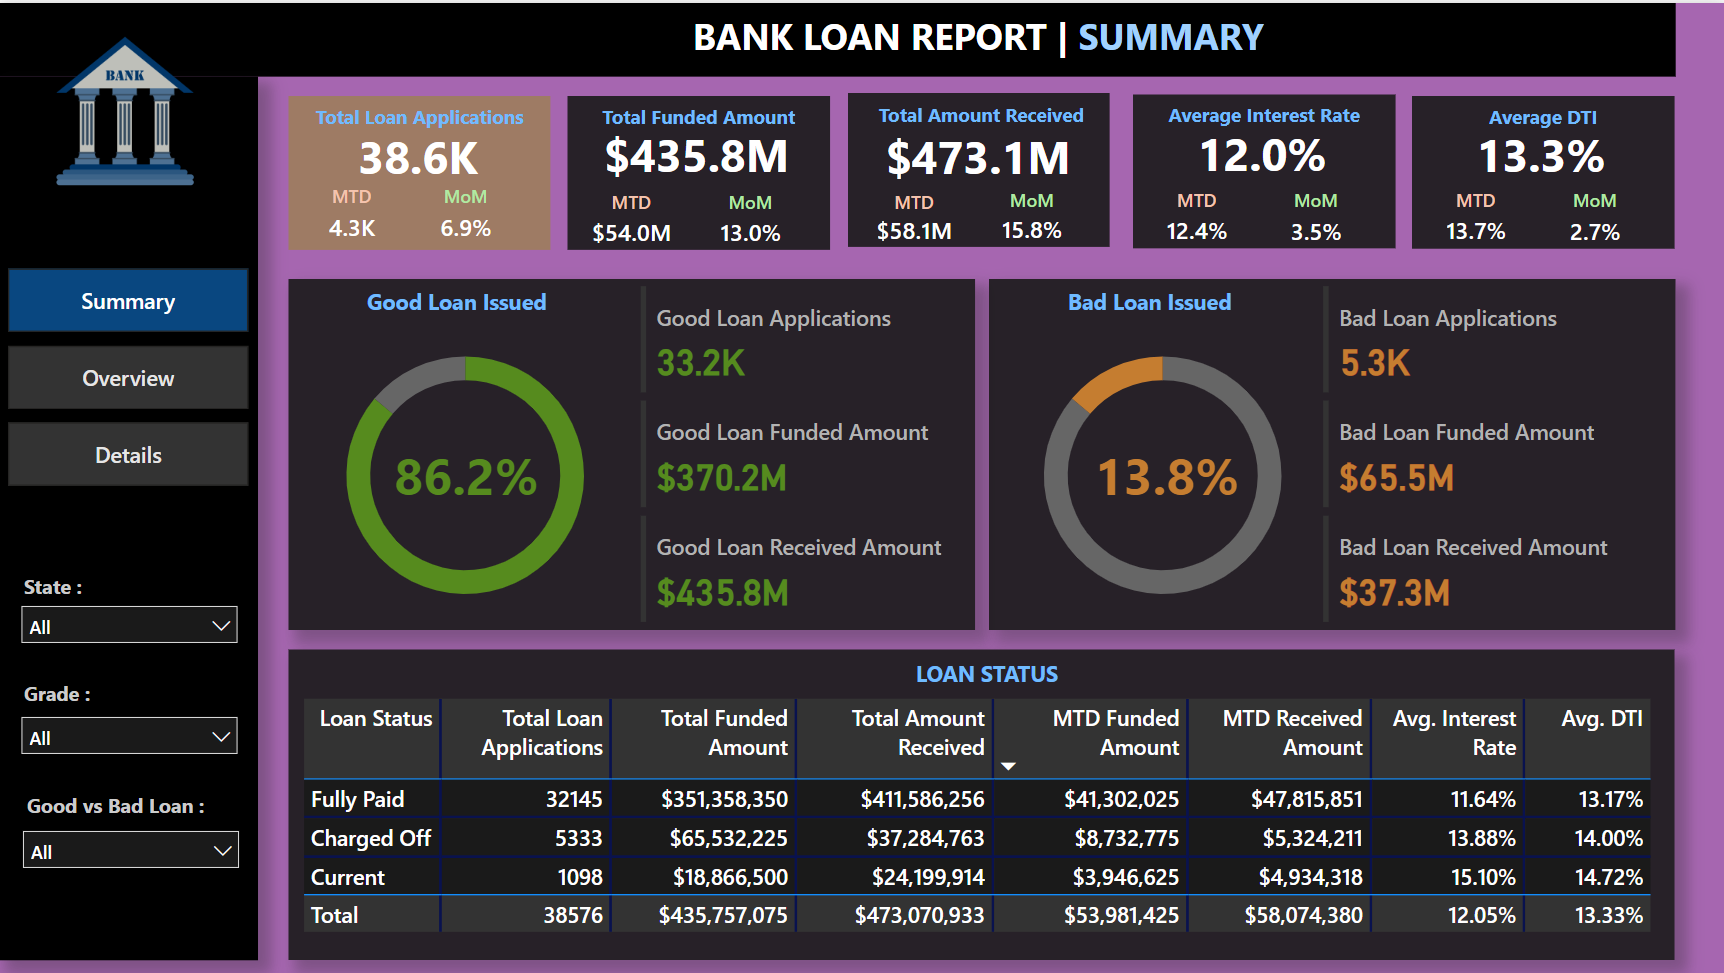 BANK LOAN REPORT | SUMMARY
BANK
Summary
Overview
Details
State :
All
Grade :
All
Good vs Bad Loan :
All
Total Loan Applications
38.6K
MTD MoM
4.3K 6.9%
Total Funded Amount
$435.8M
MTD MoM
$54.0M 13.0%
Total Amount Received
$473.1M
MTD MoM
$58.1M 15.8%
Average Interest Rate
12.0%
MTD MoM
12.4% 3.5%
Average DTI
13.3%
MTD MoM
13.7% 2.7%
Good Loan Issued
86.2%
Good Loan Applications
33.2K
Good Loan Funded Amount
$370.2M
Good Loan Received Amount
$435.8M
Bad Loan Issued
13.8%
Bad Loan Applications
5.3K
Bad Loan Funded Amount
$65.5M
Bad Loan Received Amount
$37.3M
LOAN STATUS
Loan Status Total Loan Total Funded Total Amount MTD Funded MTD Received Avg. Interest Avg. DTI
Applications Amount Received Amount Amount Rate
Fully Paid 32145 $351,358,350 $411,586,256 $41,302,025 $47,815,851 11.64% 13.17%
Charged Off 5333 $65,532,225 $37,284,763 $8,732,775 $5,324,211 13.88% 14.00%
Current 1098 $18,866,500 $24,199,914 $3,946,625 $4,934,318 15.10% 14.72%
Total 38576 $435,757,075 $473,070,933 $53,981,425 $58,074,380 12.05% 13.33%